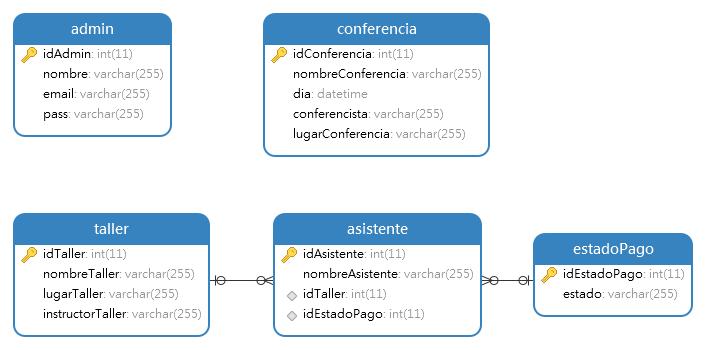 admin
idAdmin: int(11)
nombre: varchar(255)
email: varchar(255)
pass: varchar(255)
conferencia
idConferencia: int(11)
nombreConferencia: varchar(255)
dia: datetime
conferencista: varchar(255)
lugarConferencia: varchar(255)
taller
idTaller: int(11)
nombreTaller: varchar(255)
lugarTaller: varchar(255)
instructorTaller: varchar(255)
asistente
idAsistente: int(11)
nombreAsistente: varchar(255)
idTaller: int(11)
idEstadoPago: int(11)
estadoPago
idEstadoPago: int(11)
estado: varchar(255)